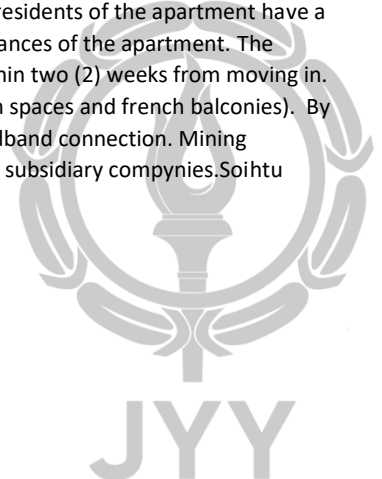 residents of the apartment have a
ances of the apartment. The
hin two (2) weeks from moving in.
n spaces and french balconies). By
dband connection. Mining
subsidiary compynies.Soihtu
JYY